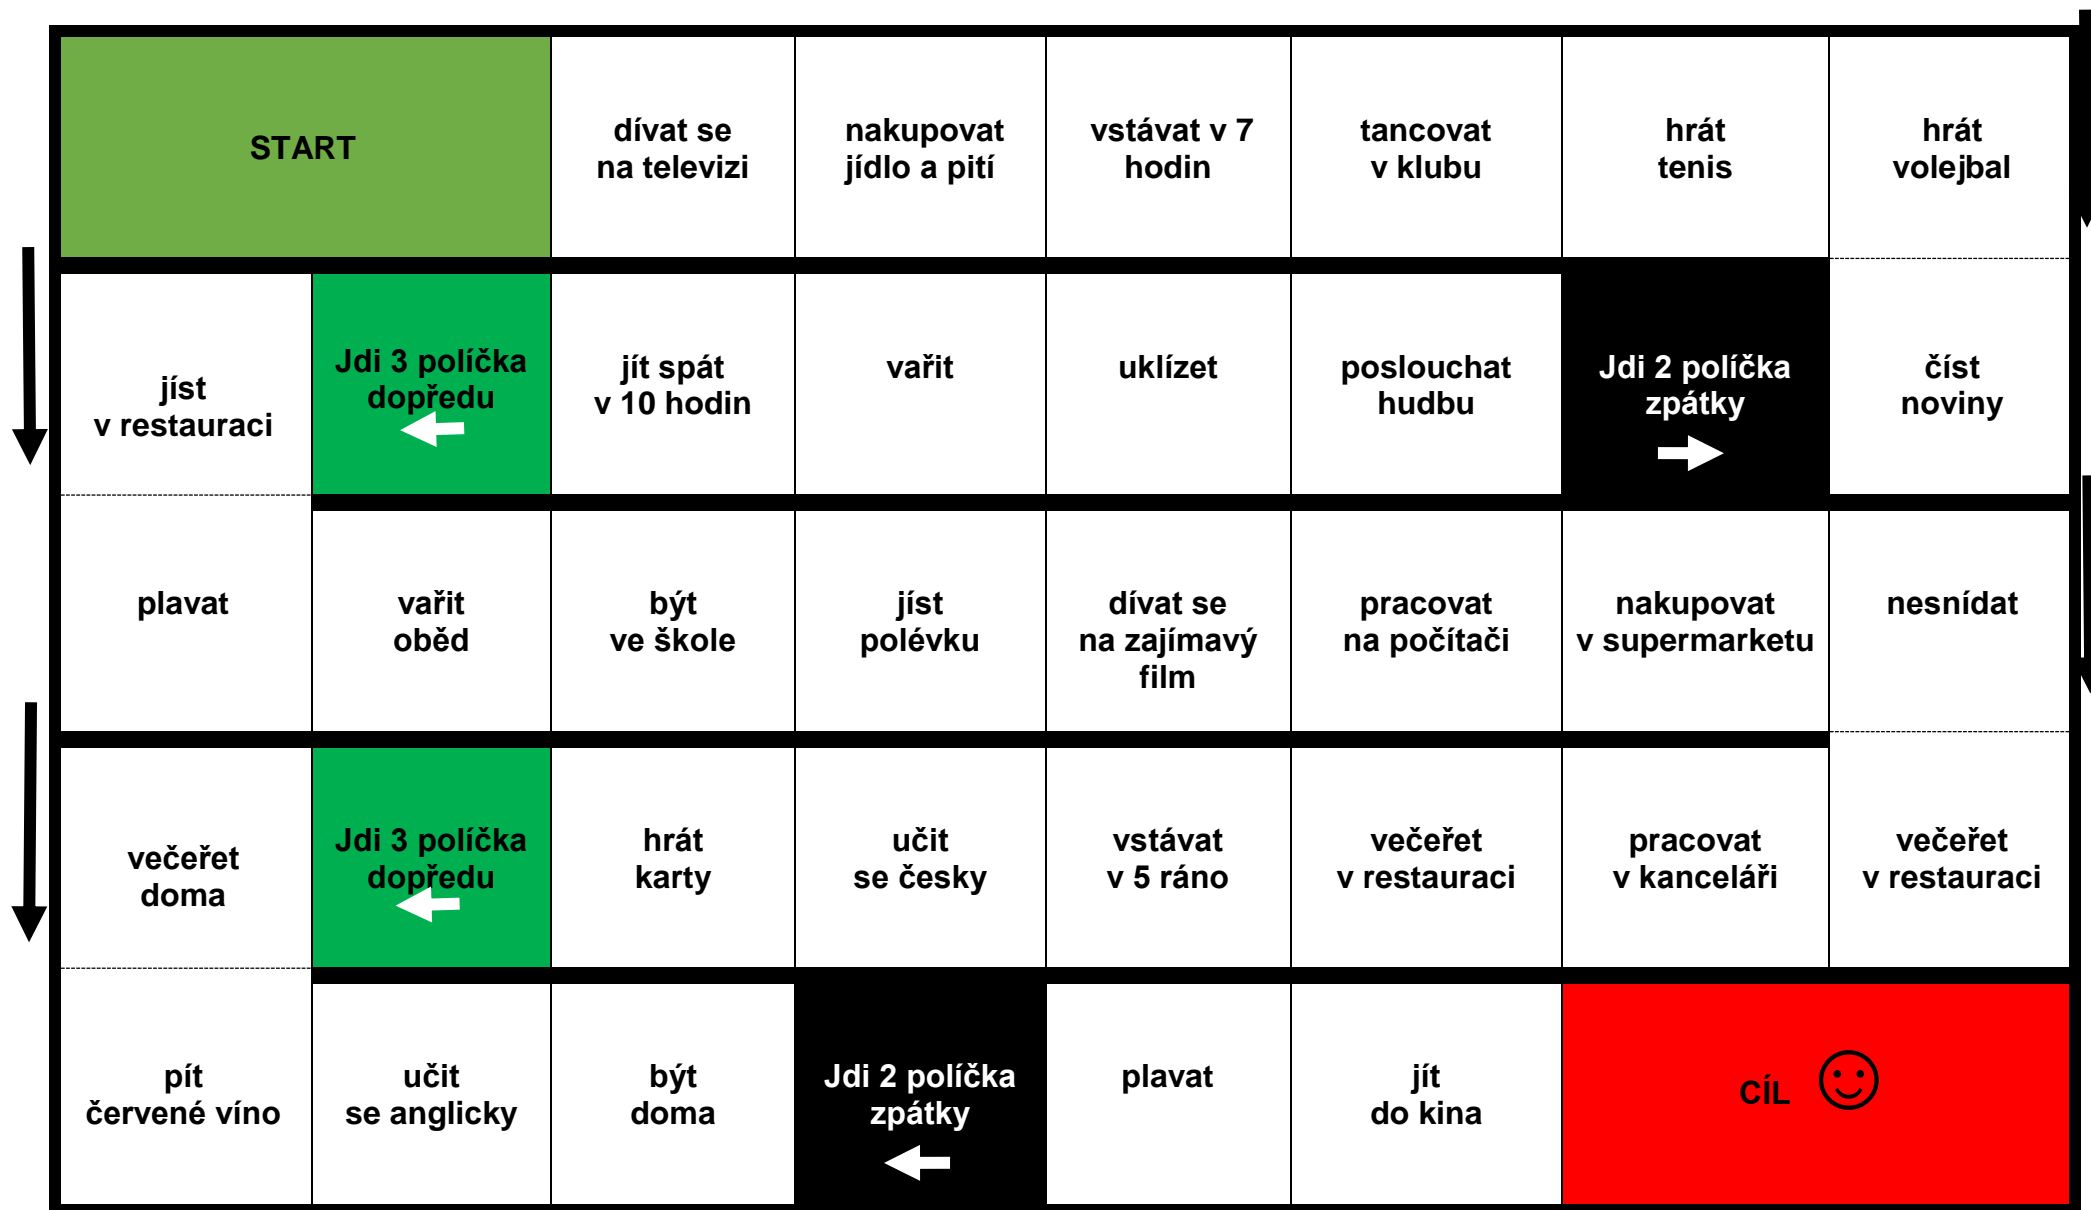 START
dívat se
na televizi
nakupovat
jídlo a pití
vstávat v 7
hodin
tancovat
v klubu
hrát
tenis
hrát
volejbal
jíst
v restauraci
Jdi 3 políčka
dopředu
jít spát
v 10 hodin
vařit
uklízet
poslouchat
hudbu
Jdi 2 políčka
zpátky
číst
noviny
plavat
vařit
oběd
být
ve škole
jíst
polévku
dívat se
na zajímavý
film
pracovat
na počítači
nakupovat
v supermarketu
nesnídat
večeřet
doma
Jdi 3 políčka
dopředu
hrát
karty
učit
se česky
vstávat
v 5 ráno
večeřet
v restauraci
pracovat
v kanceláři
večeřet
v restauraci
pít
červené víno
učit
se anglicky
být
doma
Jdi 2 políčka
zpátky
plavat
jít
do kina
CÍL